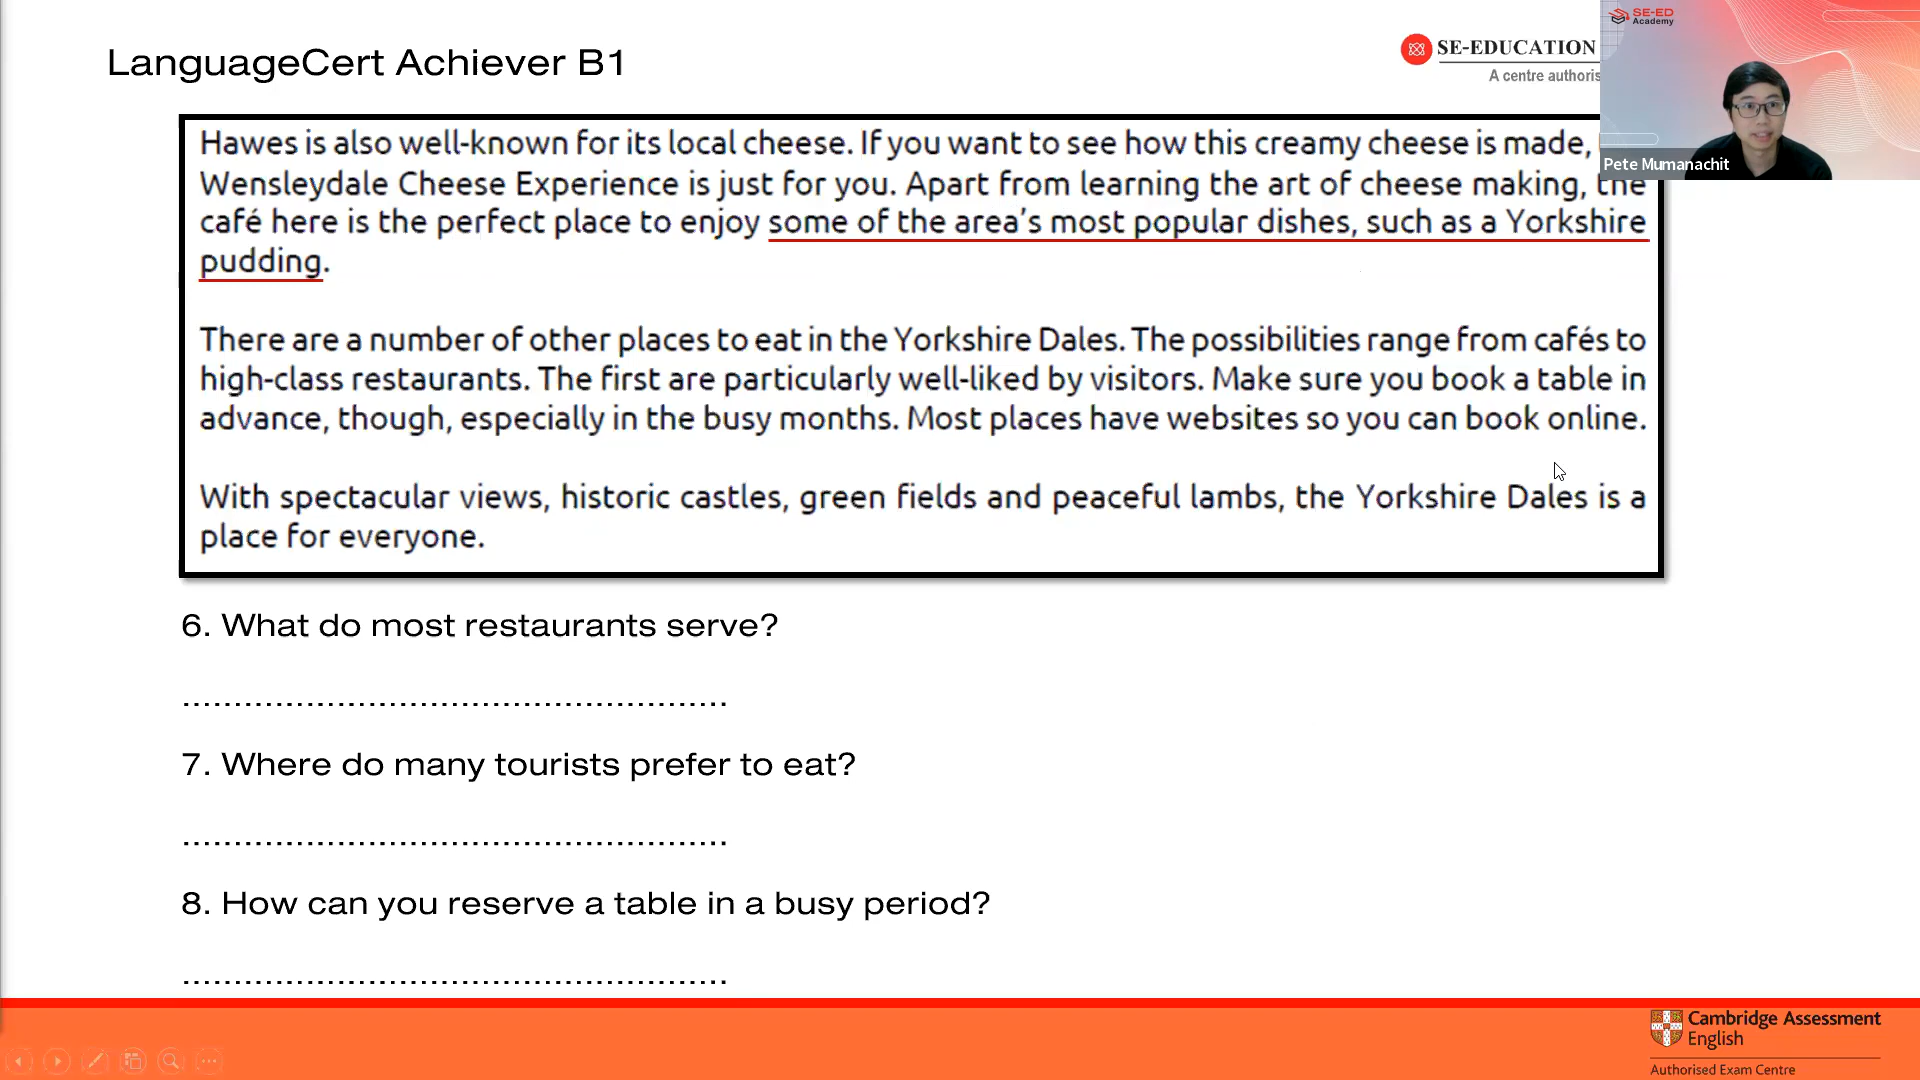 LanguageCert Achiever B1
SE-EDUCATION
A centre authoris
SE-ED
Academy
Pete Mumanachit
Hawes is also well-known for its local cheese. If you want to see how this creamy cheese is made,
Wensleydale Cheese Experience is just for you. Apart from learning the art of cheese making, the
café here is the perfect place to enjoy some of the area's most popular dishes, such as a Yorkshire
pudding.
There are a number of other places to eat in the Yorkshire Dales. The possibilities range from cafés to
high-class restaurants. The first are particularly well-liked by visitors. Make sure you book a table in
advance, though, especially in the busy months. Most places have websites so you can book online.
With spectacular views, historic castles, green fields and peaceful lambs, the Yorkshire Dales is a
place for everyone.
6. What do most restaurants serve?
....................................................
7. Where do many tourists prefer to eat?
....................................................
8. How can you reserve a table in a busy period?
....................................................
Cambridge Assessment
English
Authorised Exam Centre